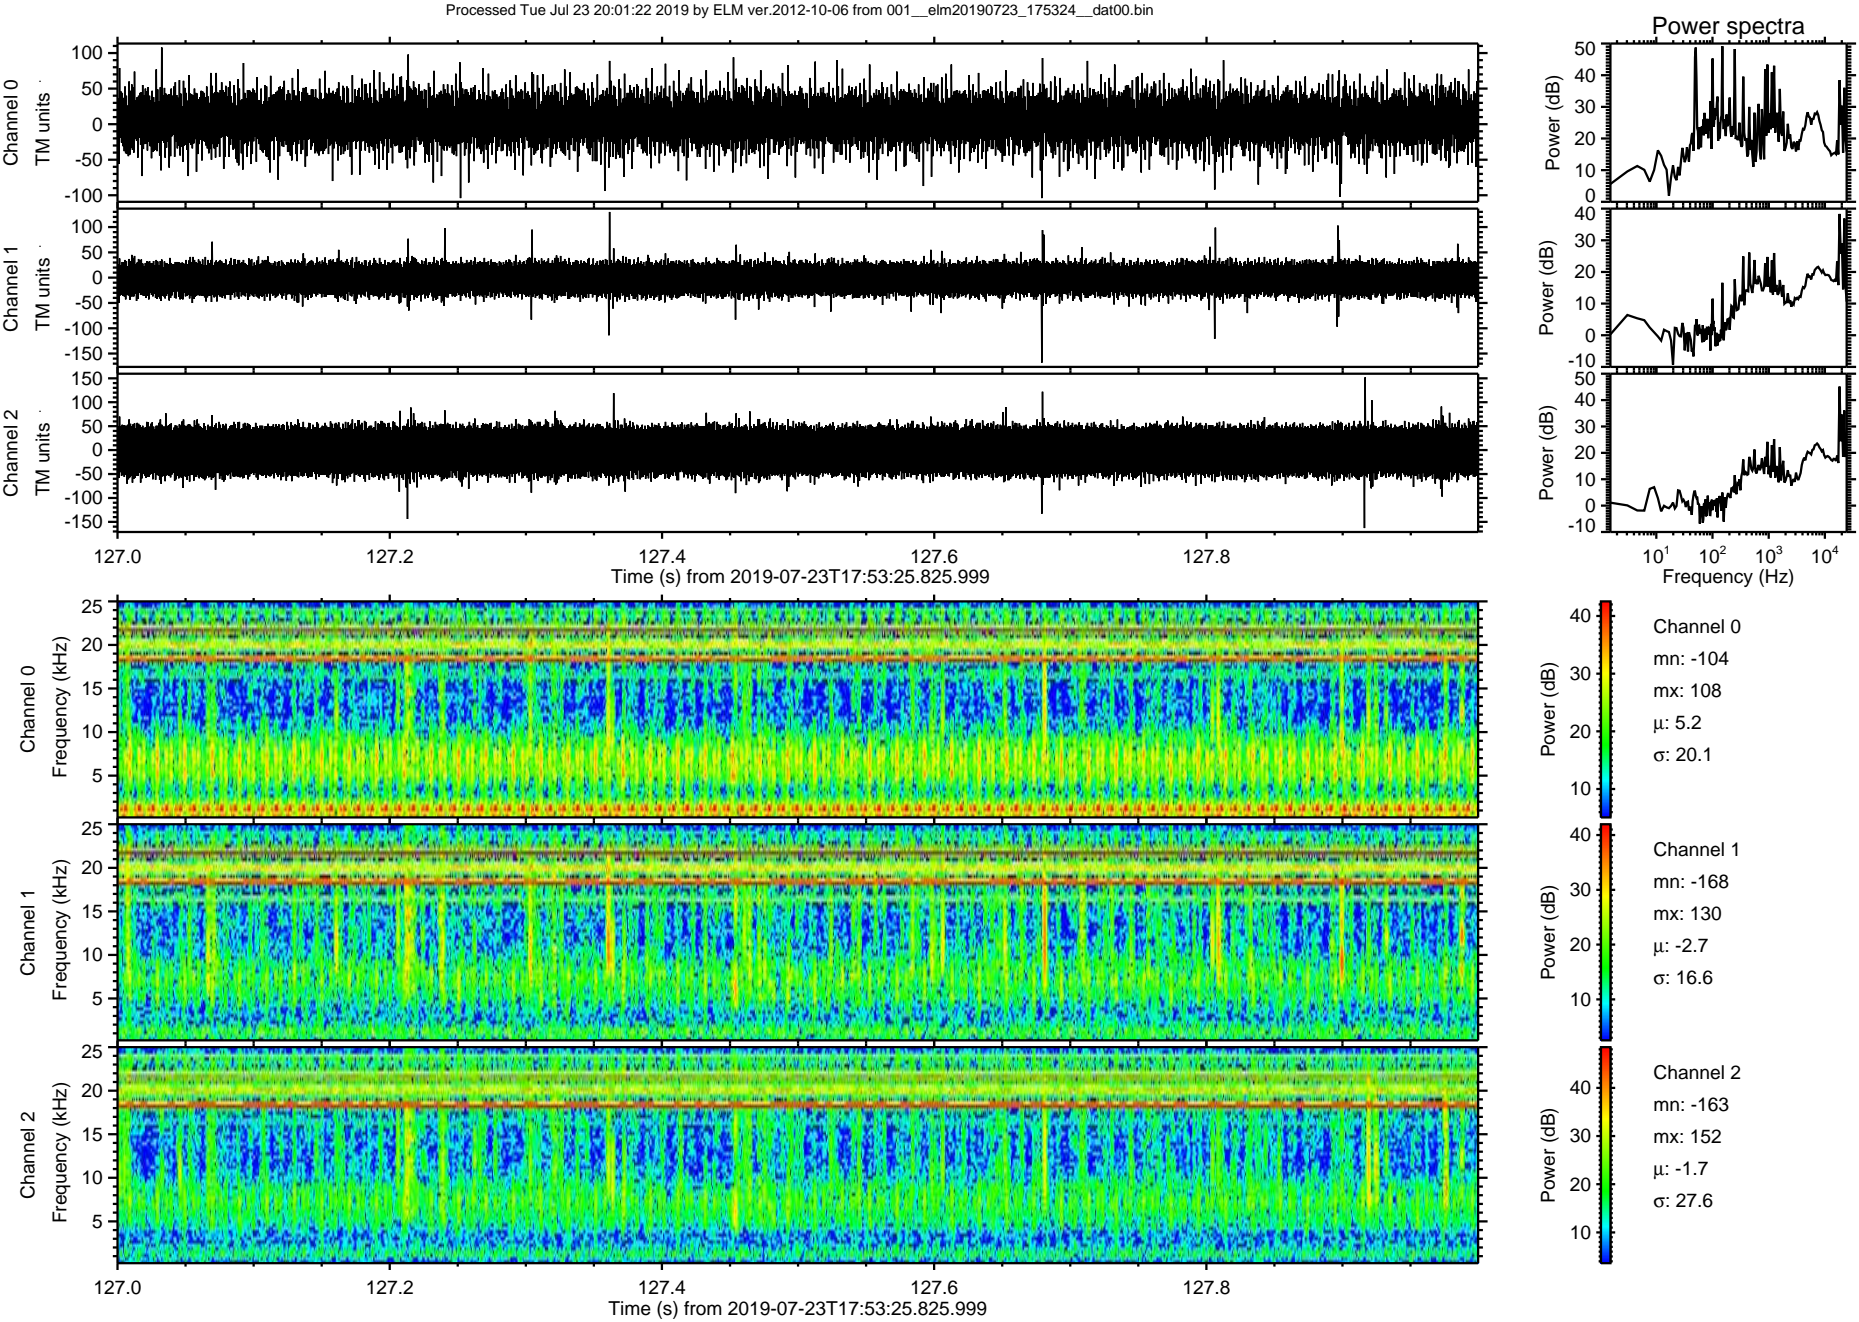 Processed Tue Jul 23 20:01:22 2019 by ELM ver.2012-10-06 from 001__elm20190723_175324__dat00.bin
Power spectra
Channel 0
TM units
100
50
0
-50
-100
Power (dB)
50
40
30
20
10
0
Channel 1
TM units
100
50
0
-50
-100
-150
Power (dB)
40
30
20
10
0
-10
Channel 2
TM units
150
100
50
0
-50
-100
-150
Power (dB)
50
40
30
20
10
0
-10
127.0 127.2 127.4 127.6 127.8
Time (s) from 2019-07-23T17:53:25.825.999
10¹ 10² 10³ 10⁴
Frequency (Hz)
Channel 0
Frequency (kHz)
25
20
15
10
5
Power (dB)
40
30
20
10
Channel 0
mn: -104
mx: 108
μ: 5.2
σ: 20.1
Channel 1
Frequency (kHz)
25
20
15
10
5
Power (dB)
40
30
20
10
Channel 1
mn: -168
mx: 130
μ: -2.7
σ: 16.6
Channel 2
Frequency (kHz)
25
20
15
10
5
Power (dB)
40
30
20
10
Channel 2
mn: -163
mx: 152
μ: -1.7
σ: 27.6
127.0 127.2 127.4 127.6 127.8
Time (s) from 2019-07-23T17:53:25.825.999